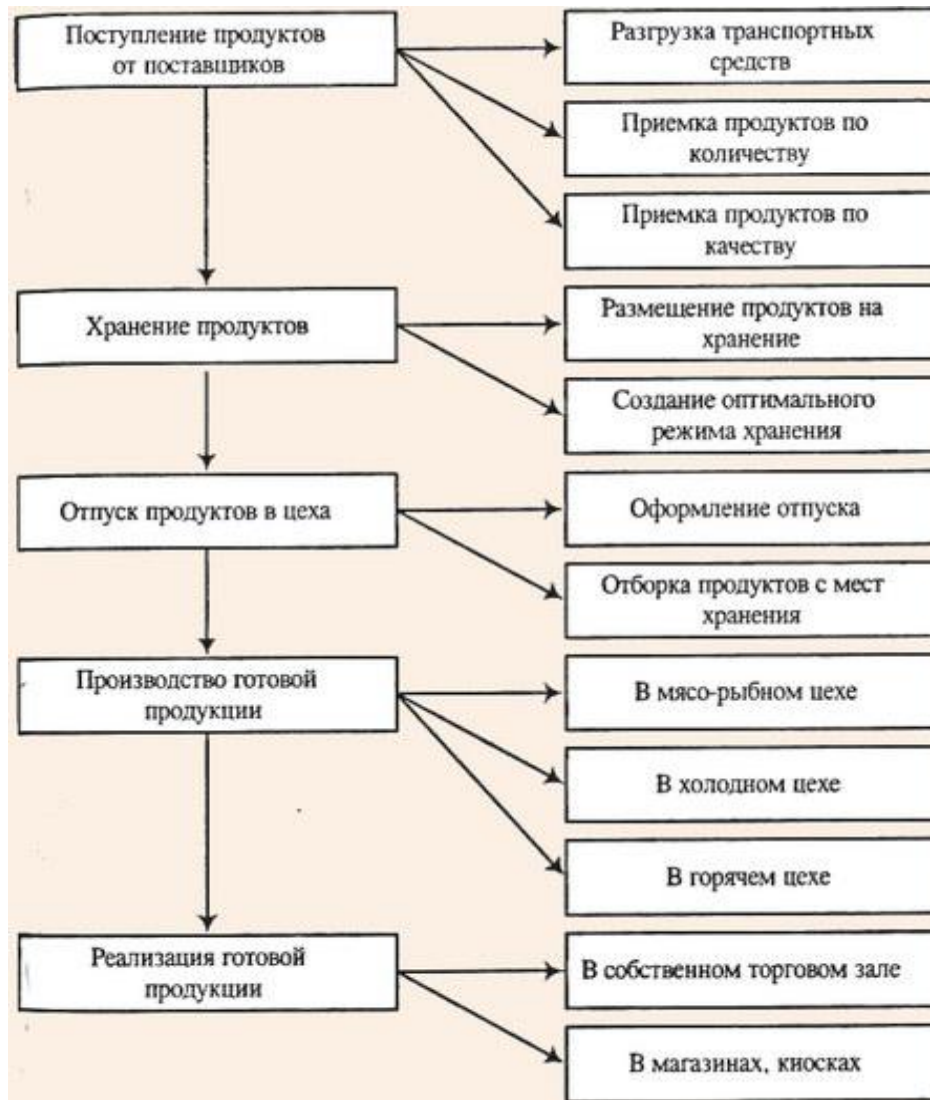 Поступление продуктов
от поставщиков
Разгрузка транспортных
средств
Приемка продуктов по
количеству
Приемка продуктов по
качеству
Хранение продуктов
Размещение продуктов на
хранение
Создание оптимального
режима хранения
Отпуск продуктов в цеха
Оформление отпуска
Отборка продуктов с мест
хранения
Производство готовой
продукции
В мясо-рыбном цехе
В холодном цехе
В горячем цехе
Реализация готовой
продукции
В собственном торговом зале
В магазинах, киосках